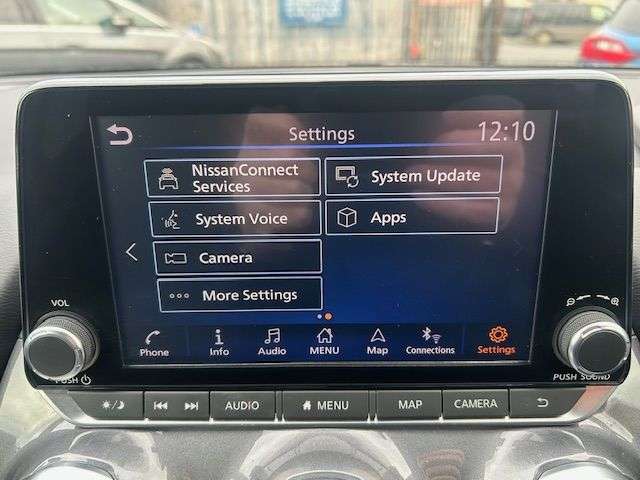 Settings
12:10
NissanConnect
Services
System Update
System Voice
Apps
Camera
More Settings
Phone
Info
Audio
MENU
Map
Connections
Settings
VOL
PUSH
PUSH SOUND
AUDIO
MENU
MAP
CAMERA